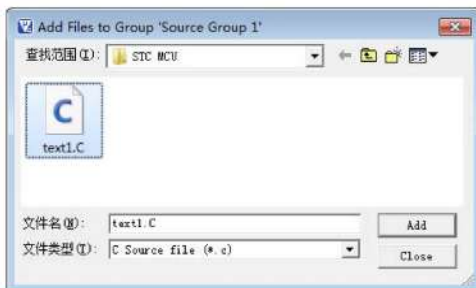 Add Files to Group 'Source Group 1'
查找范围(I): STC MCU
C
text1.C
文件名(N): text1.C Add
文件类型(T): C Source file (*.c) Close